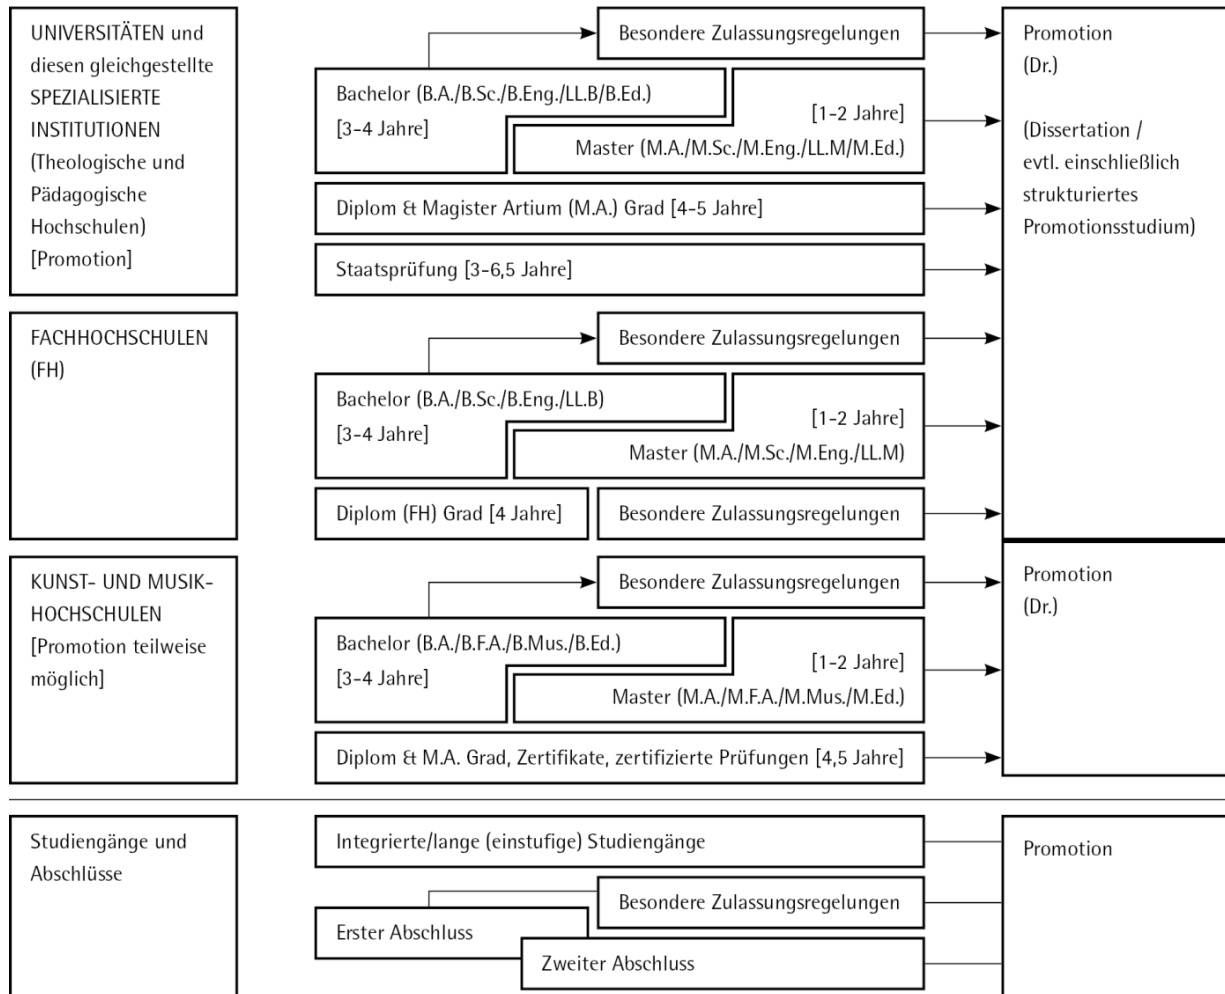 UNIVERSITÄTEN und
diesen gleichgestellte
SPEZIALISIERTE
INSTITUTIONEN
(Theologische und
Pädagogische
Hochschulen)
[Promotion]
Besondere Zulassungsregelungen
Bachelor (B.A./B.Sc./B.Eng./LL.B/B.Ed.)
[3-4 Jahre]
[1-2 Jahre]
Master (M.A./M.Sc./M.Eng./LL.M/M.Ed.)
Diplom & Magister Artium (M.A.) Grad [4-5 Jahre]
Staatsprüfung [3-6,5 Jahre]
Promotion
(Dr.)
(Dissertation /
evtl. einschließlich
strukturiertes
Promotionsstudium)
FACHHOCHSCHULEN
(FH)
Besondere Zulassungsregelungen
Bachelor (B.A./B.Sc./B.Eng./LL.B)
[3-4 Jahre]
[1-2 Jahre]
Master (M.A./M.Sc./M.Eng./LL.M)
Diplom (FH) Grad [4 Jahre]
Besondere Zulassungsregelungen
KUNST- UND MUSIK-
HOCHSCHULEN
[Promotion teilweise
möglich]
Besondere Zulassungsregelungen
Bachelor (B.A./B.F.A./B.Mus./B.Ed.)
[3-4 Jahre]
[1-2 Jahre]
Master (M.A./M.F.A./M.Mus./M.Ed.)
Diplom & M.A. Grad, Zertifikate, zertifizierte Prüfungen [4,5 Jahre]
Promotion
(Dr.)
Studiengänge und
Abschlüsse
Integrierte/lange (einstufige) Studiengänge
Besondere Zulassungsregelungen
Erster Abschluss
Zweiter Abschluss
Promotion